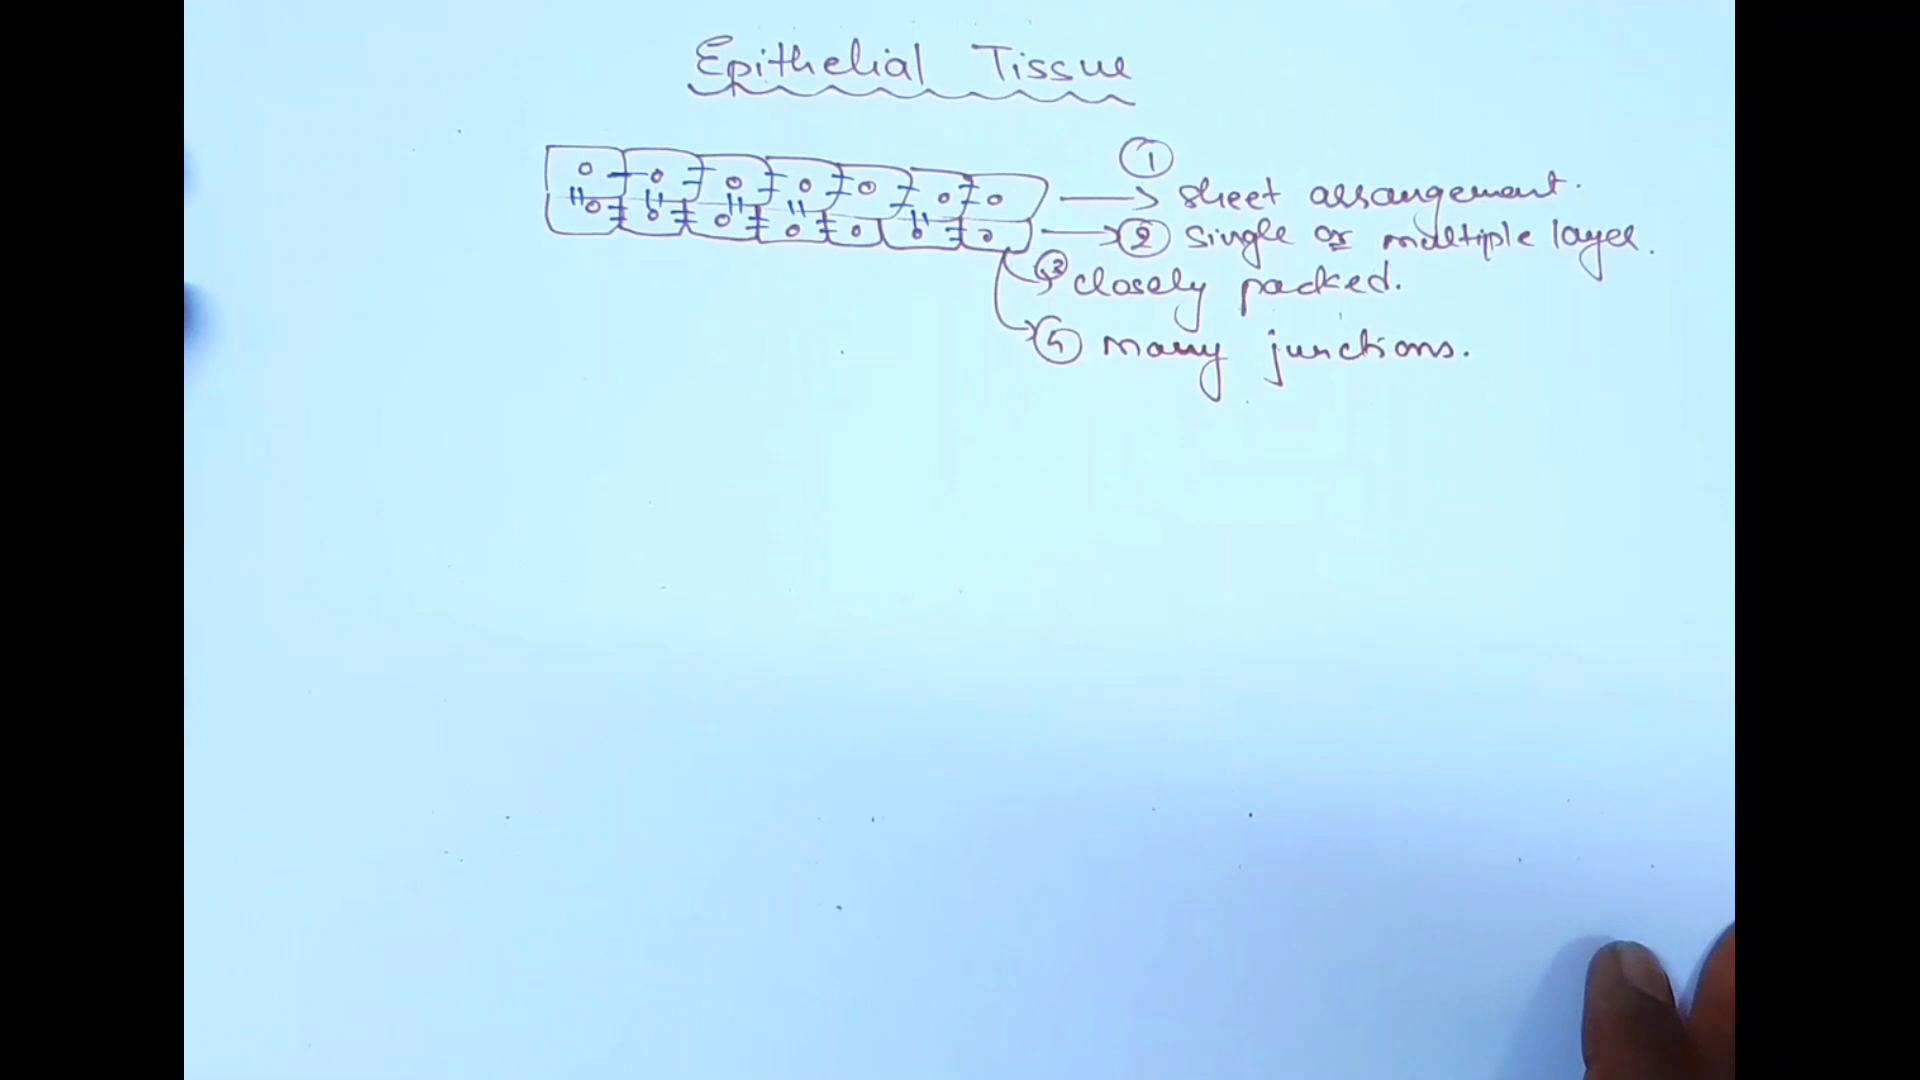 Epithelial Tissue
① sheet arrangement.
② single or multiple layer.
③ closely packed.
④ many junctions.